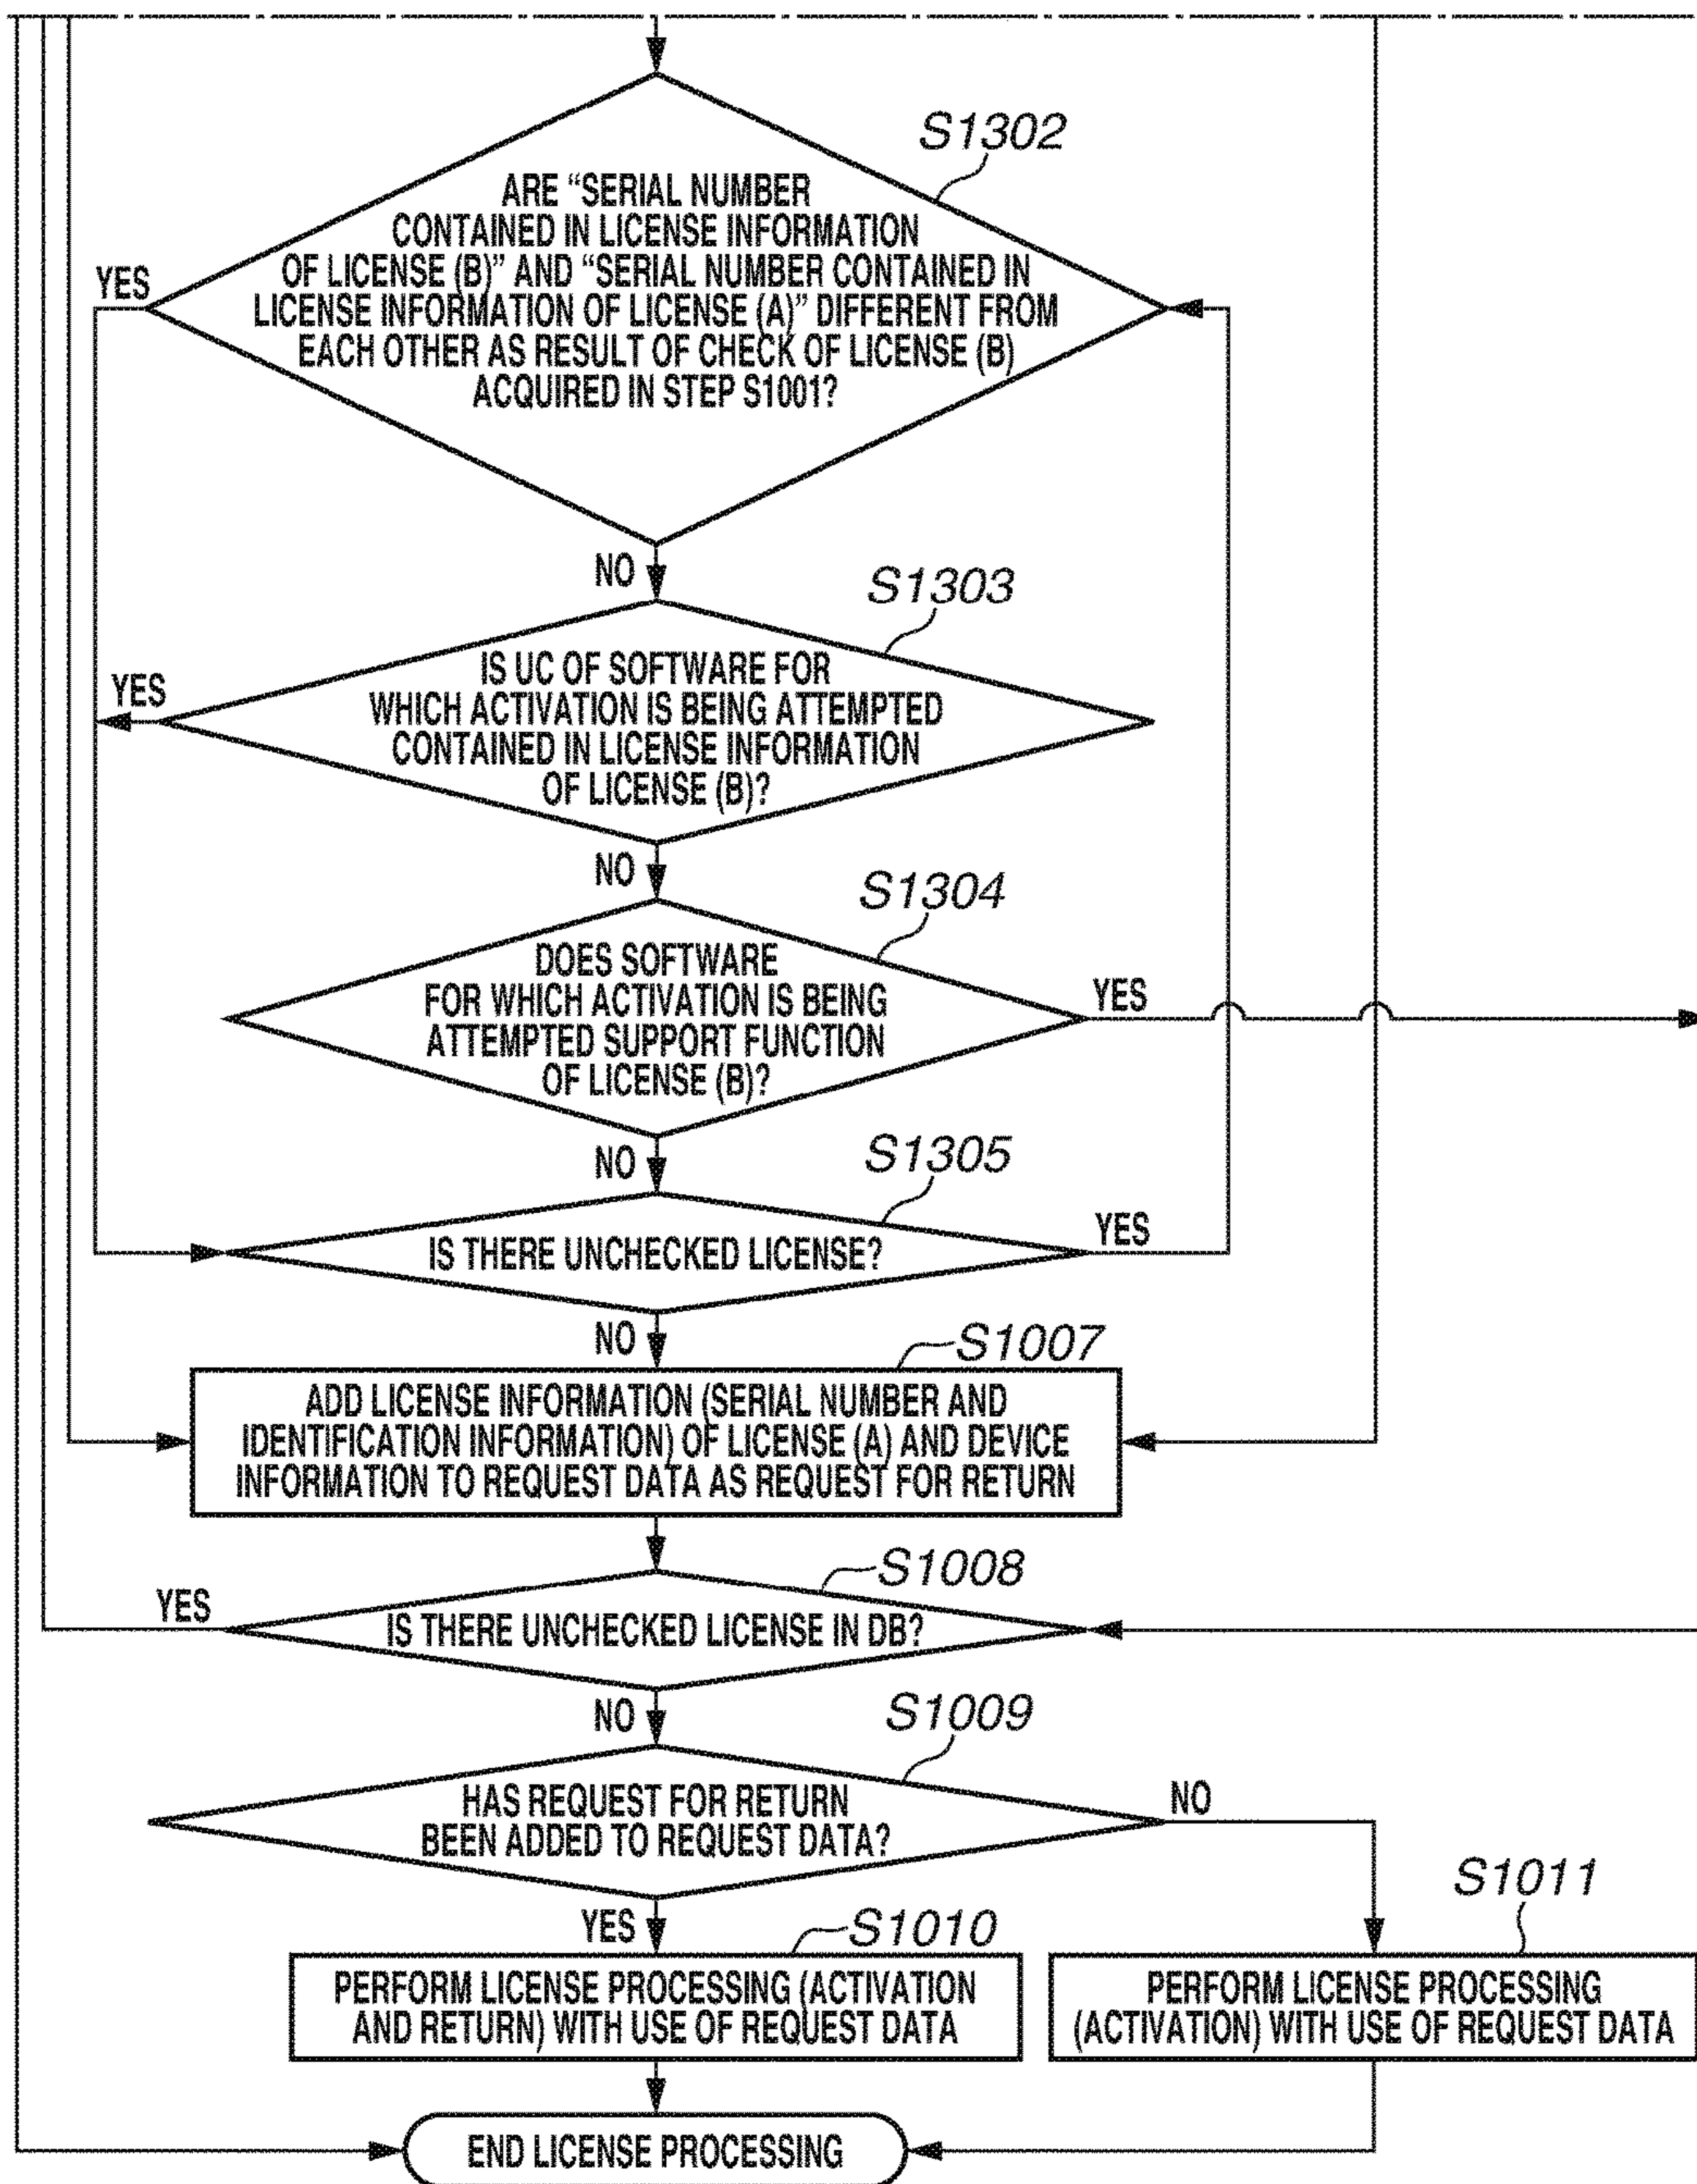 S1302
ARE “SERIAL NUMBER
CONTAINED IN LICENSE INFORMATION
OF LICENSE (B)” AND “SERIAL NUMBER CONTAINED IN
LICENSE INFORMATION OF LICENSE (A)” DIFFERENT FROM
EACH OTHER AS RESULT OF CHECK OF LICENSE (B)
ACQUIRED IN STEP S1001?
YES
NO
S1303
IS UC OF SOFTWARE FOR
WHICH ACTIVATION IS BEING ATTEMPTED
CONTAINED IN LICENSE INFORMATION
OF LICENSE (B)?
YES
NO
S1304
DOES SOFTWARE
FOR WHICH ACTIVATION IS BEING
ATTEMPTED SUPPORT FUNCTION
OF LICENSE (B)?
YES
NO
S1305
IS THERE UNCHECKED LICENSE?
YES
NO
S1007
ADD LICENSE INFORMATION (SERIAL NUMBER AND
IDENTIFICATION INFORMATION) OF LICENSE (A) AND DEVICE
INFORMATION TO REQUEST DATA AS REQUEST FOR RETURN
S1008
YES
IS THERE UNCHECKED LICENSE IN DB?
NO
S1009
HAS REQUEST FOR RETURN
BEEN ADDED TO REQUEST DATA?
NO
YES
S1010
PERFORM LICENSE PROCESSING (ACTIVATION
AND RETURN) WITH USE OF REQUEST DATA
S1011
PERFORM LICENSE PROCESSING
(ACTIVATION) WITH USE OF REQUEST DATA
END LICENSE PROCESSING